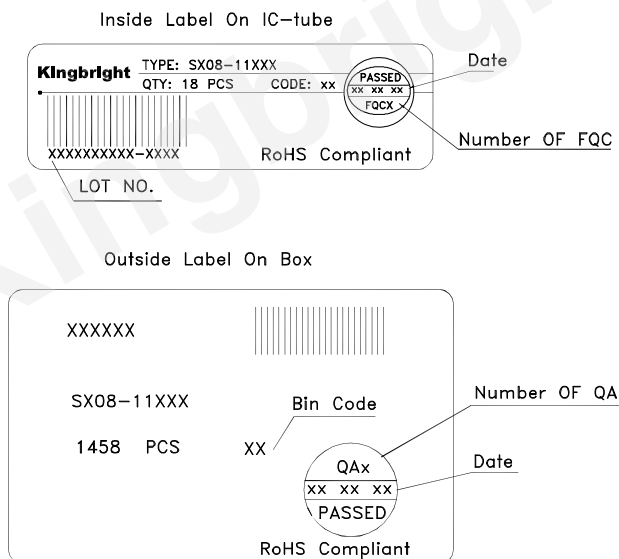 Inside Label On IC-tube
Kingbright
TYPE: SX08-11XXX
QTY: 18 PCS CODE: xx
PASSED
xx xx xx
FQCX
Date
Number OF FQC
XXXXXXXXXX-XXXX
RoHS Compliant
LOT NO.
Outside Label On Box
XXXXXX
SX08-11XXX
Bin Code
Number OF QA
1458 PCS
XX
QAx
xx xx xx
PASSED
Date
RoHS Compliant
Kingbright